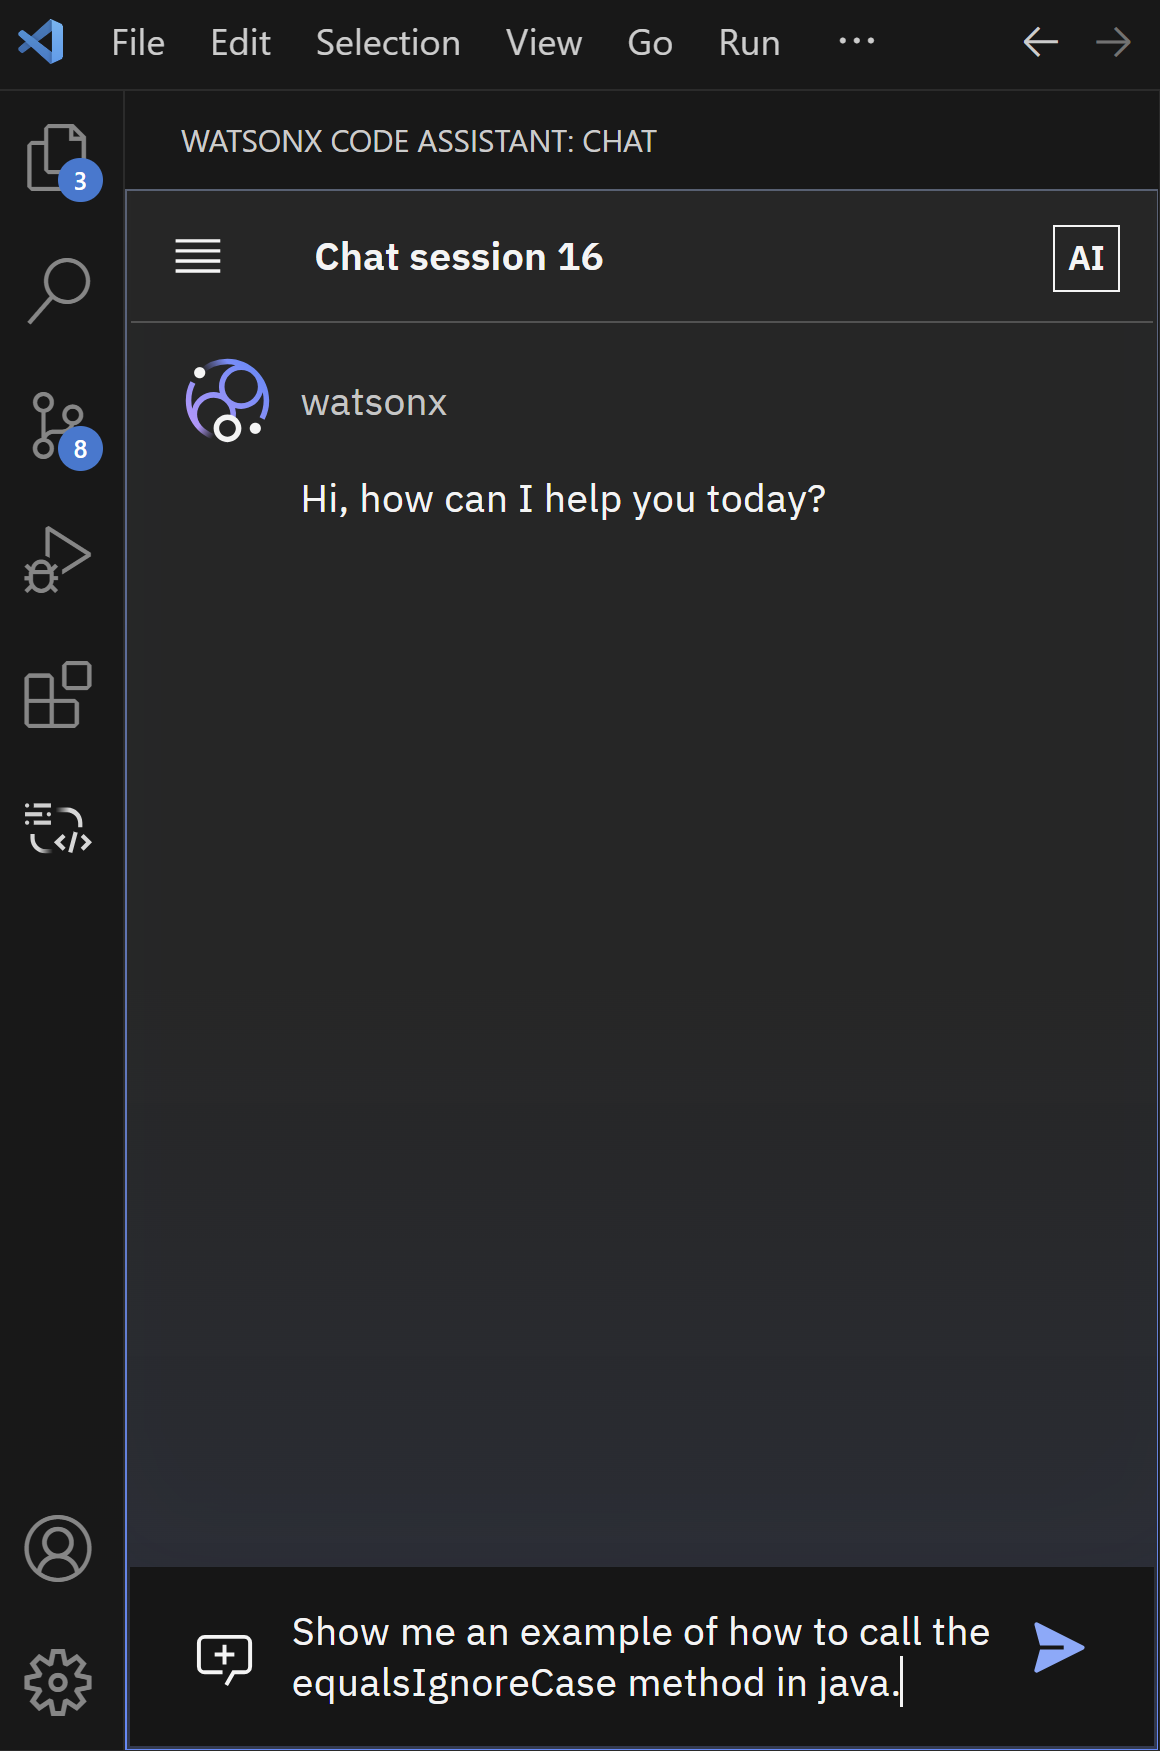 File Edit Selection View Go Run ···
WATSONX CODE ASSISTANT: CHAT
3
Chat session 16
AI
watsonx
8
Hi, how can I help you today?
Show me an example of how to call the
equalsIgnoreCase method in java.